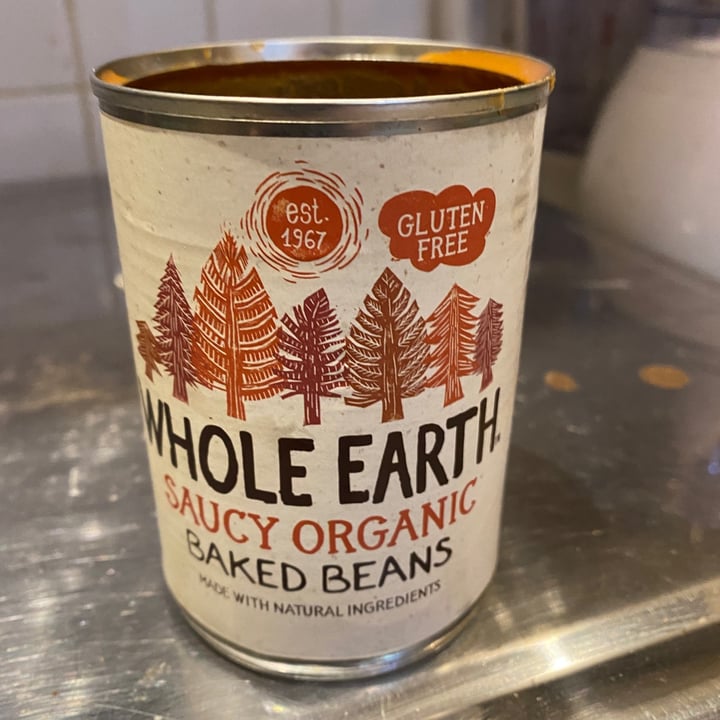 est.
1967
GLUTEN
FREE
WHOLE EARTH
SAUCY ORGANIC
BAKED BEANS
MADE WITH NATURAL INGREDIENTS